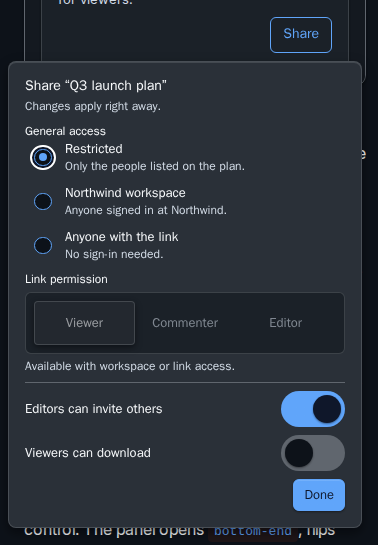 for viewers.
Share
Share “Q3 launch plan”
Changes apply right away.
General access
Restricted
Only the people listed on the plan.
Northwind workspace
Anyone signed in at Northwind.
Anyone with the link
No sign-in needed.
Link permission
Viewer Commenter Editor
Available with workspace or link access.
Editors can invite others
Viewers can download
Done
control. The panel opens bottom-end, flips